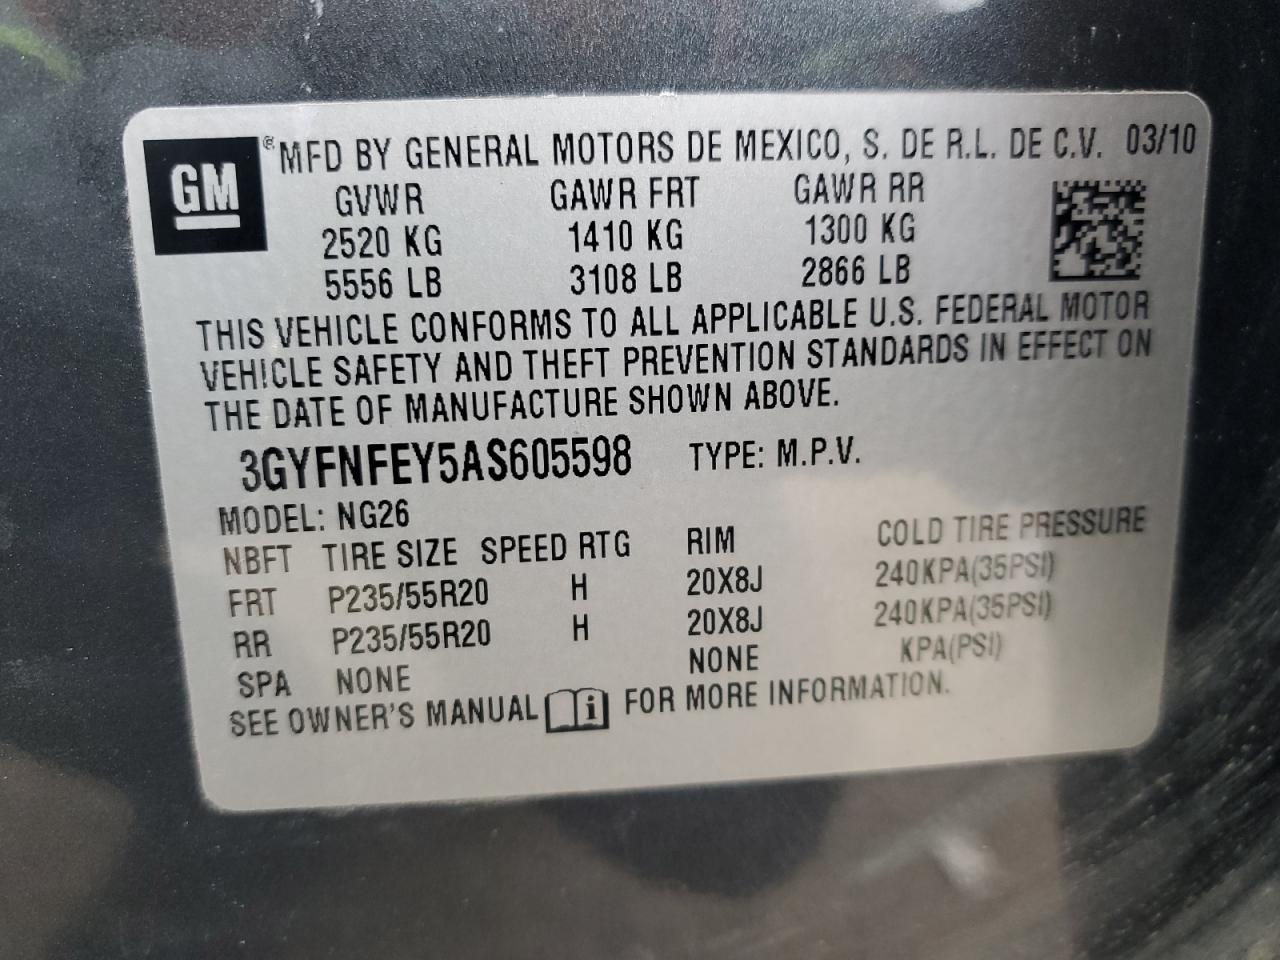 GM ® MFD BY GENERAL MOTORS DE MEXICO, S. DE R.L. DE C.V. 03/10
GVWR GAWR FRT GAWR RR
2520 KG 1410 KG 1300 KG
5556 LB 3108 LB 2866 LB
THIS VEHICLE CONFORMS TO ALL APPLICABLE U.S. FEDERAL MOTOR
VEHICLE SAFETY AND THEFT PREVENTION STANDARDS IN EFFECT ON
THE DATE OF MANUFACTURE SHOWN ABOVE.
3GYFNFEY5AS605598 TYPE: M.P.V.
MODEL: NG26
NBFT TIRE SIZE SPEED RTG RIM COLD TIRE PRESSURE
FRT P235/55R20 H 20X8J 240KPA(35PSI)
RR P235/55R20 H 20X8J 240KPA(35PSI)
SPA NONE NONE KPA(PSI)
SEE OWNER'S MANUAL i FOR MORE INFORMATION.